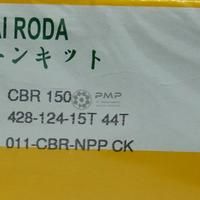 AI RODA
ーンキット
CBR 150
PMP
428-124-15T 44T
011-CBR-NPP CK